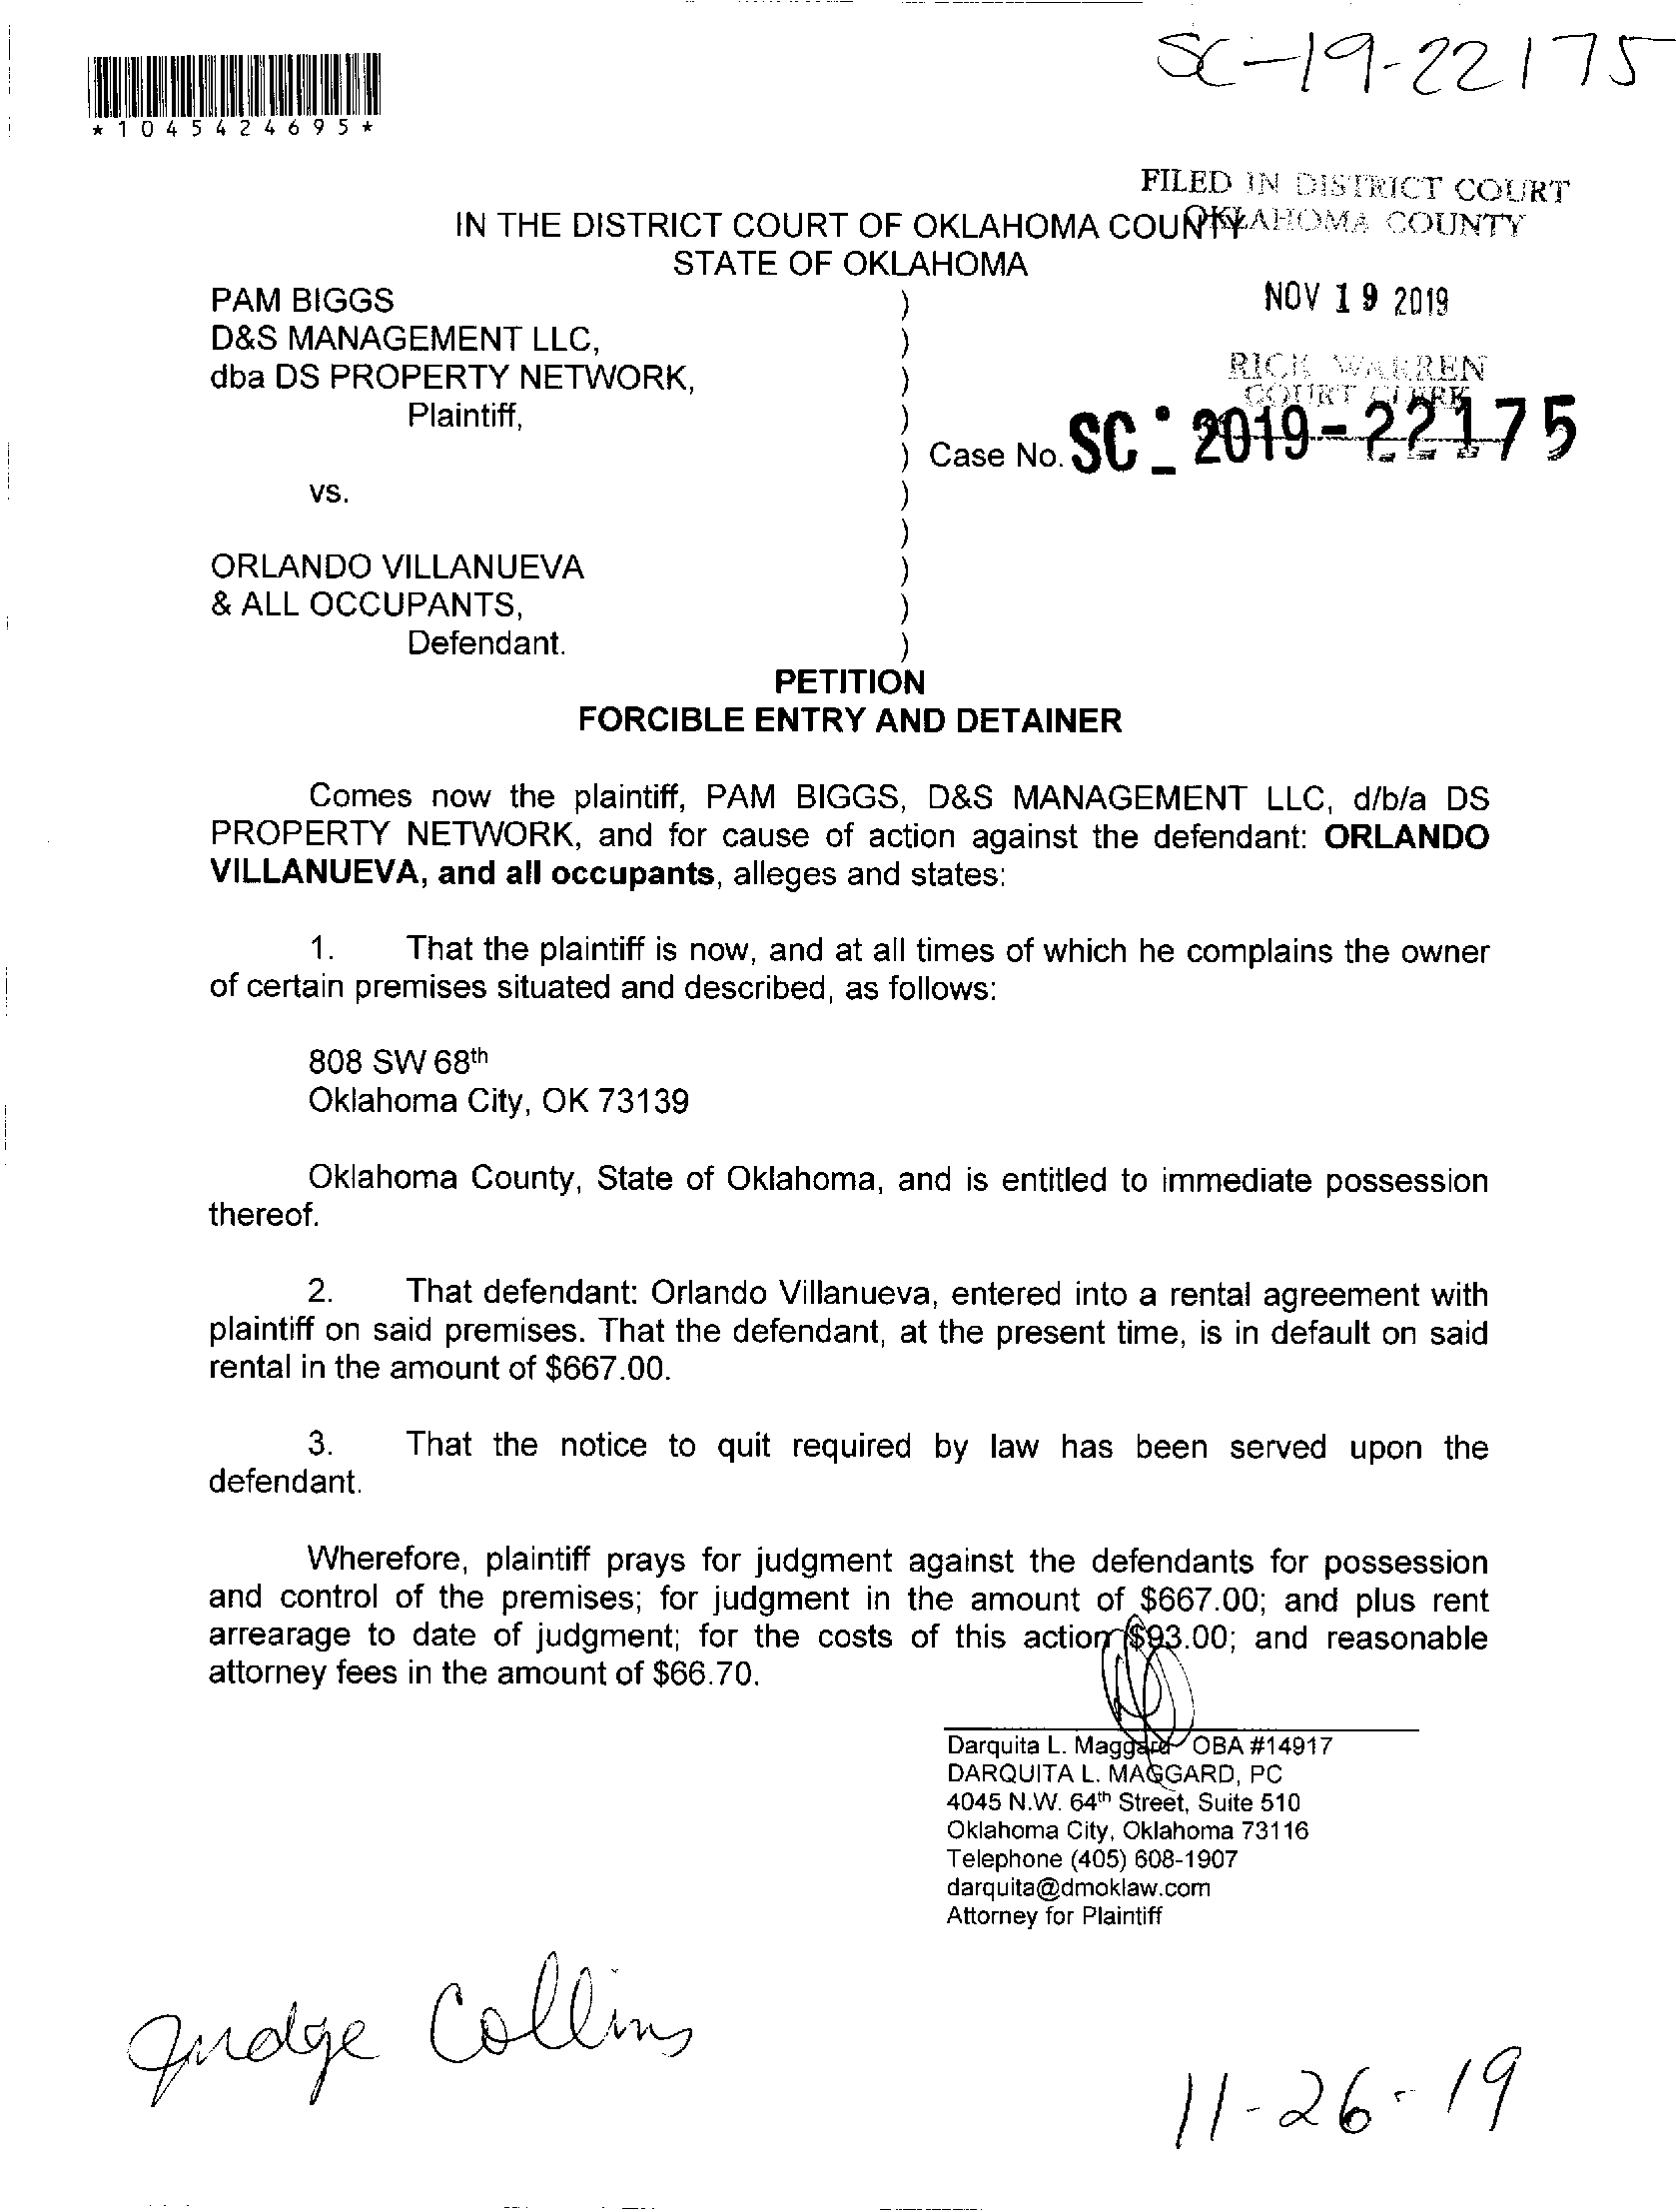 SC-19-22175
*1045424695*
FILED IN DISTRICT COURT
OKLAHOMA COUNTY
IN THE DISTRICT COURT OF OKLAHOMA COUNTY
STATE OF OKLAHOMA
NOV 19 2019
RICK WARREN
COURT CLERK
PAM BIGGS )
D&S MANAGEMENT LLC, )
dba DS PROPERTY NETWORK, )
Plaintiff, )
) Case No. SC - 2019-22175
vs. )
)
ORLANDO VILLANUEVA )
& ALL OCCUPANTS, )
Defendant. )
PETITION
FORCIBLE ENTRY AND DETAINER
Comes now the plaintiff, PAM BIGGS, D&S MANAGEMENT LLC, d/b/a DS
PROPERTY NETWORK, and for cause of action against the defendant: ORLANDO
VILLANUEVA, and all occupants, alleges and states:
1. That the plaintiff is now, and at all times of which he complains the owner
of certain premises situated and described, as follows:
808 SW 68th
Oklahoma City, OK 73139
Oklahoma County, State of Oklahoma, and is entitled to immediate possession
thereof.
2. That defendant: Orlando Villanueva, entered into a rental agreement with
plaintiff on said premises. That the defendant, at the present time, is in default on said
rental in the amount of $667.00.
3. That the notice to quit required by law has been served upon the
defendant.
Wherefore, plaintiff prays for judgment against the defendants for possession
and control of the premises; for judgment in the amount of $667.00; and plus rent
arrearage to date of judgment; for the costs of this action $93.00; and reasonable
attorney fees in the amount of $66.70.
Darquita L. Maggard OBA #14917
DARQUITA L. MAGGARD, PC
4045 N.W. 64th Street, Suite 510
Oklahoma City, Oklahoma 73116
Telephone (405) 608-1907
darquita@dmoklaw.com
Attorney for Plaintiff
Judge Collins
11-26-19